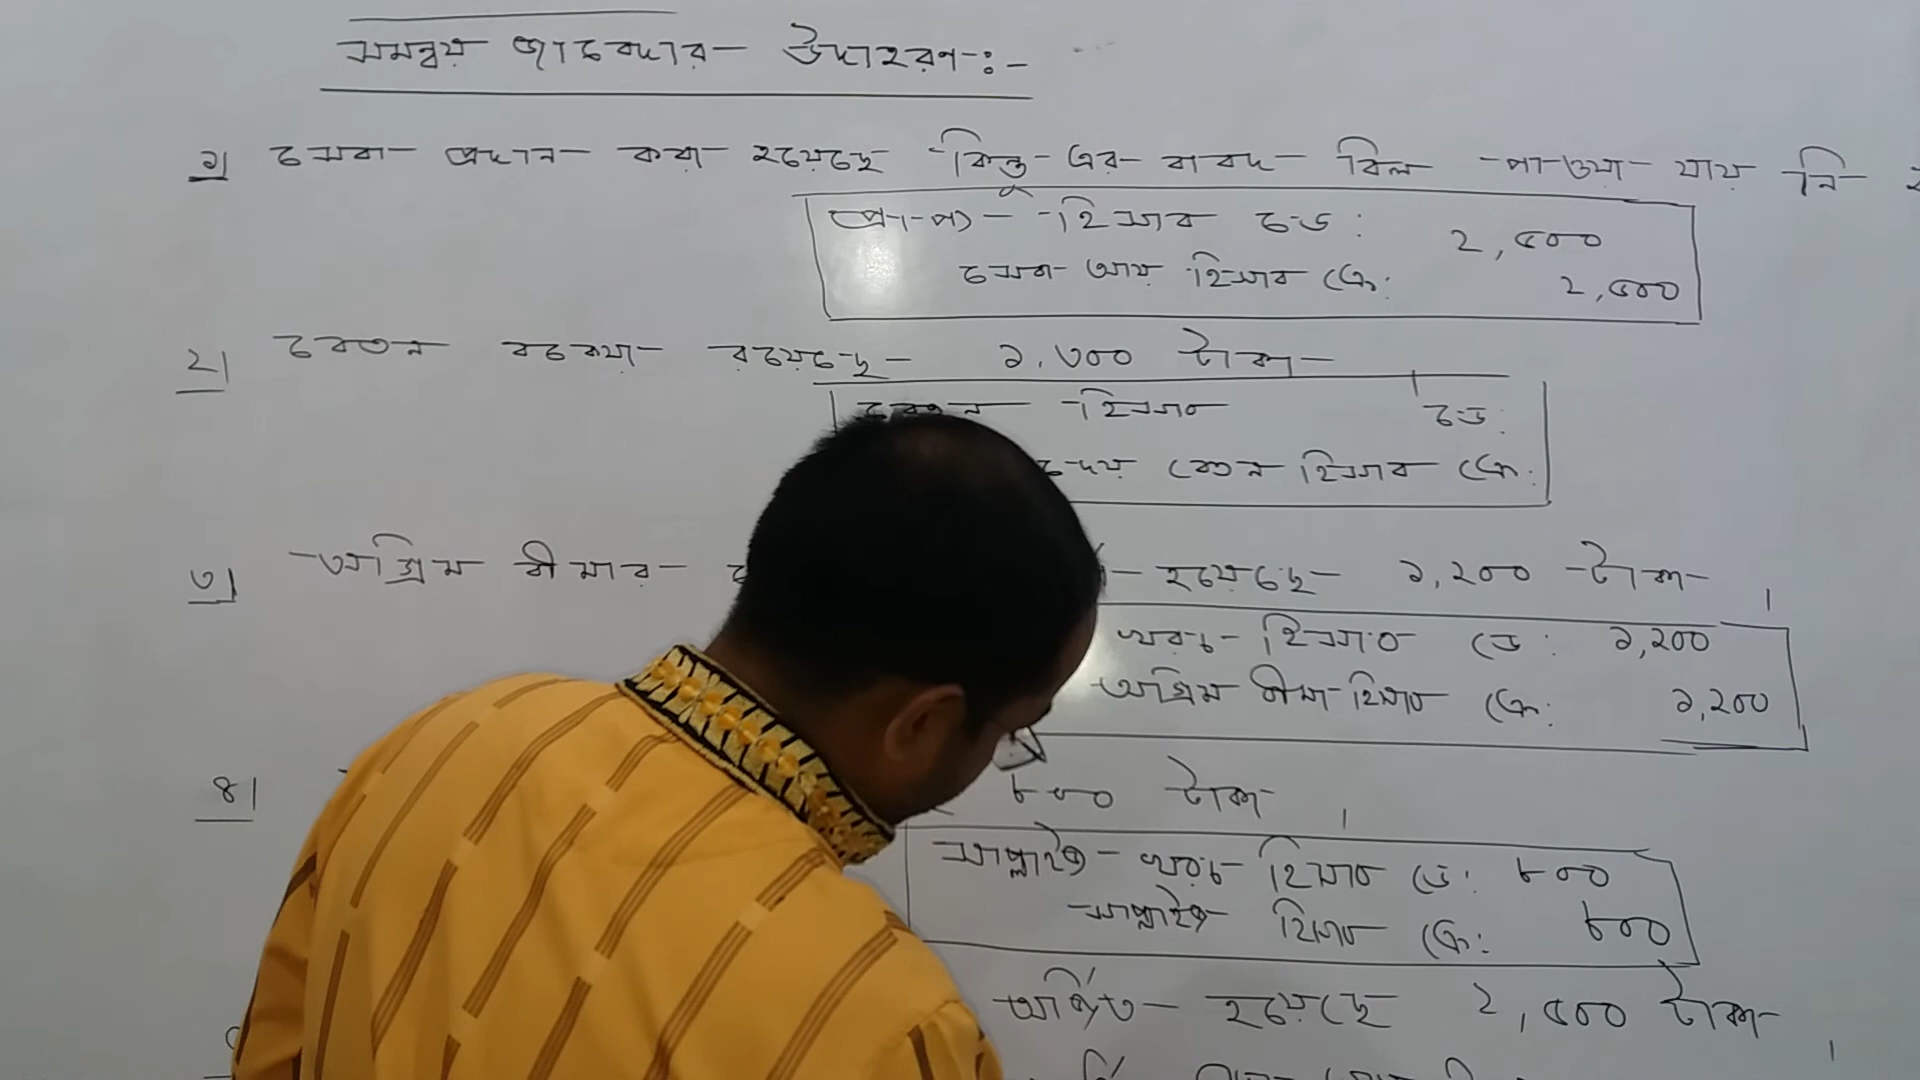 সমন্বয় জাবেদার উদাহরণ :-
১। সেবা প্রদান করা হয়েছে কিন্তু এর বাবদ বিল পাওয়া যায় নি
প্রাপ্য হিসাব ডে: ২,৫০০
সেবা আয় হিসাব ক্রে: ২,৫০০
২। বেতন বকেয়া রয়েছে ১,৩০০ টাকা
বেতন হিসাব ডে:
বেতন হিসাব ক্রে:
৩। অগ্রিম বীমার হয়েছে ১,২০০ টাকা।
খরচ হিসাব ডে: ১,২০০
অগ্রিম বীমা হিসাব ক্রে: ১,২০০
৪। ৮০০ টাকা।
সাপ্লাইজ খরচ হিসাব ডে: ৮০০
সাপ্লাইজ হিসাব ক্রে: ৮০০
অর্জিত হয়েছে ২,৫০০ টাকা।